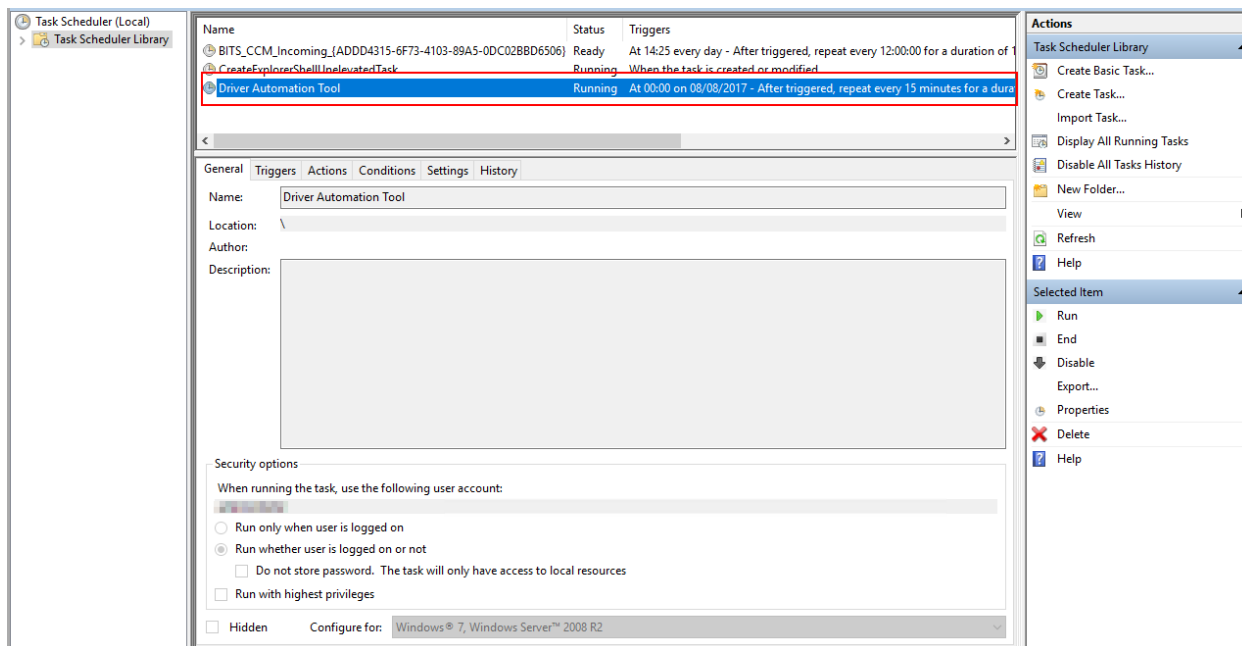 Task Scheduler (Local)
Task Scheduler Library
Name Status Triggers
BITS_CCM_Incoming_{ADDD4315-6F73-4103-89A5-0DC02BBD6506} Ready At 14:25 every day - After triggered, repeat every 12:00:00 for a duration of 1
CreateExplorerShellUnelevatedTask Running When the task is created or modified
Driver Automation Tool Running At 00:00 on 08/08/2017 - After triggered, repeat every 15 minutes for a dura
General Triggers Actions Conditions Settings History
Name: Driver Automation Tool
Location: \
Author:
Description:
Security options
When running the task, use the following user account:
Run only when user is logged on
Run whether user is logged on or not
Do not store password. The task will only have access to local resources
Run with highest privileges
Hidden Configure for: Windows® 7, Windows Server™ 2008 R2
Actions
Task Scheduler Library
Create Basic Task...
Create Task...
Import Task...
Display All Running Tasks
Disable All Tasks History
New Folder...
View
Refresh
Help
Selected Item
Run
End
Disable
Export...
Properties
Delete
Help